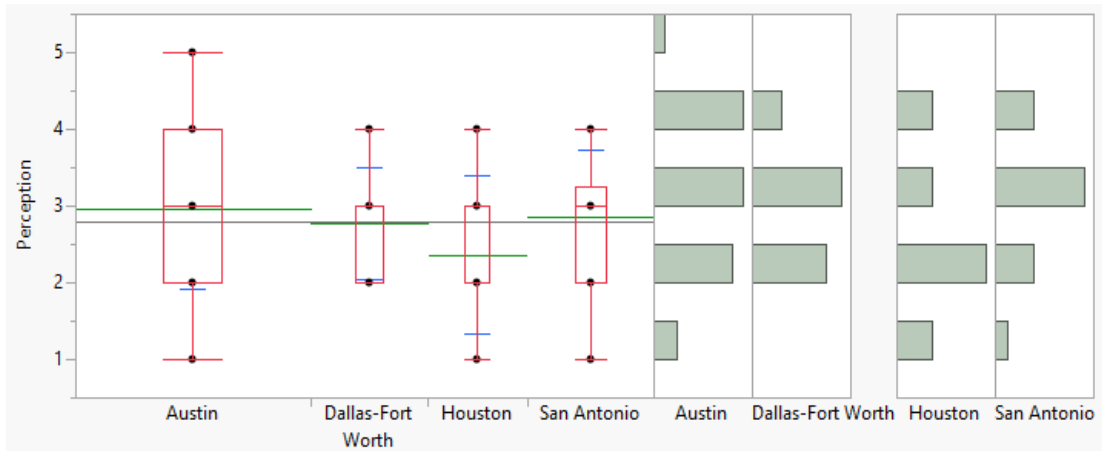 5
4
3
2
1
Perception
Austin
Dallas-Fort
Worth
Houston
San Antonio
Austin
Dallas-Fort Worth
Houston
San Antonio